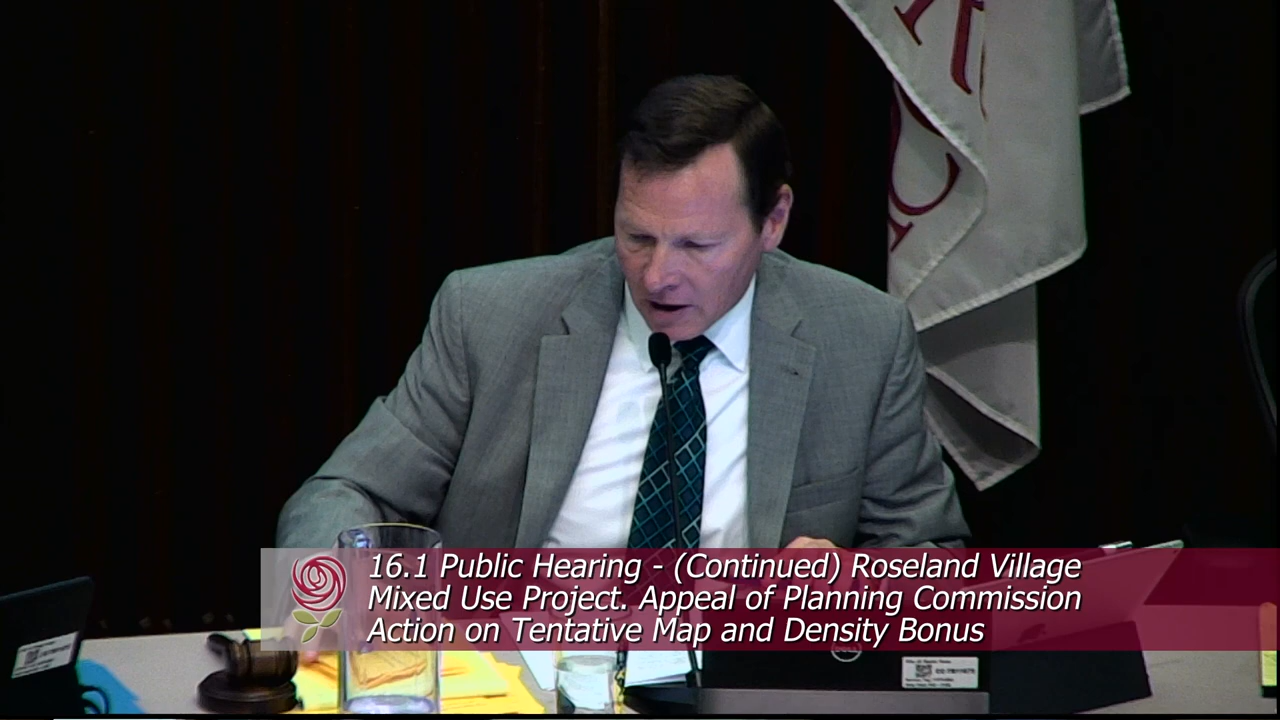 16.1 Public Hearing - (Continued) Roseland Village
Mixed Use Project. Appeal of Planning Commission
Action on Tentative Map and Density Bonus
DELL